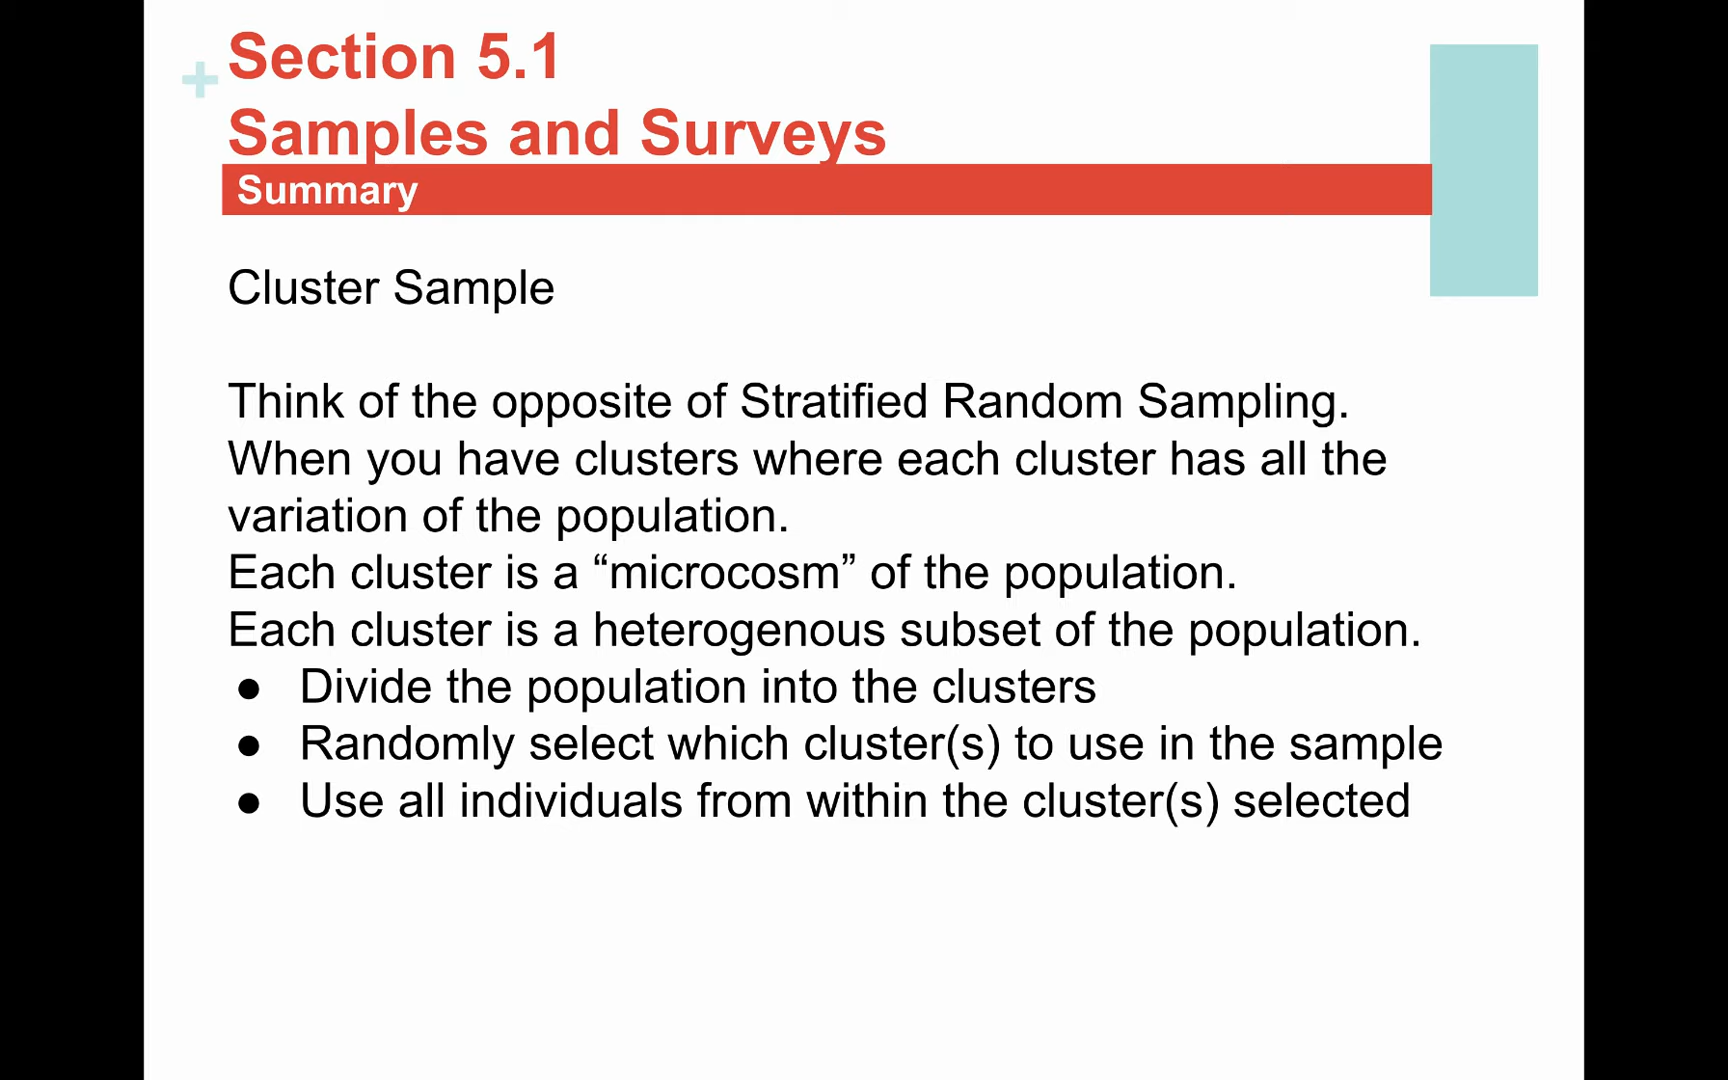 Section 5.1
Samples and Surveys
Summary
Cluster Sample
Think of the opposite of Stratified Random Sampling.
When you have clusters where each cluster has all the
variation of the population.
Each cluster is a “microcosm” of the population.
Each cluster is a heterogenous subset of the population.
● Divide the population into the clusters
● Randomly select which cluster(s) to use in the sample
● Use all individuals from within the cluster(s) selected